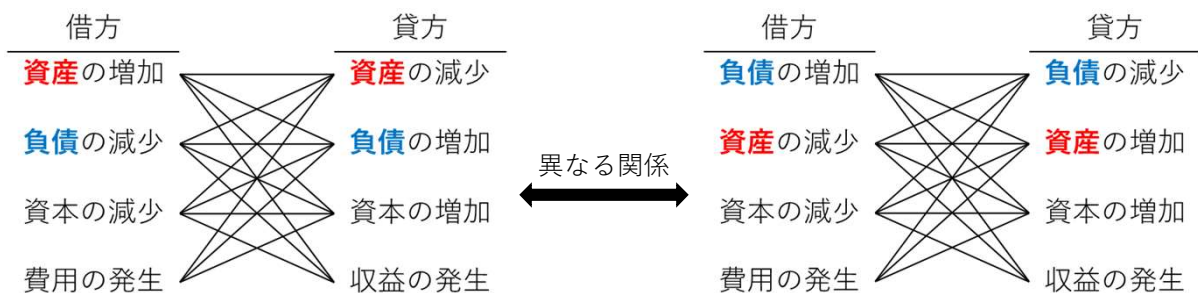 借方 貸方 借方 貸方
資産の増加 資産の減少 負債の増加 負債の減少
負債の減少 負債の増加 資産の減少 資産の増加
異なる関係
資本の減少 資本の増加 資本の減少 資本の増加
費用の発生 収益の発生 費用の発生 収益の発生